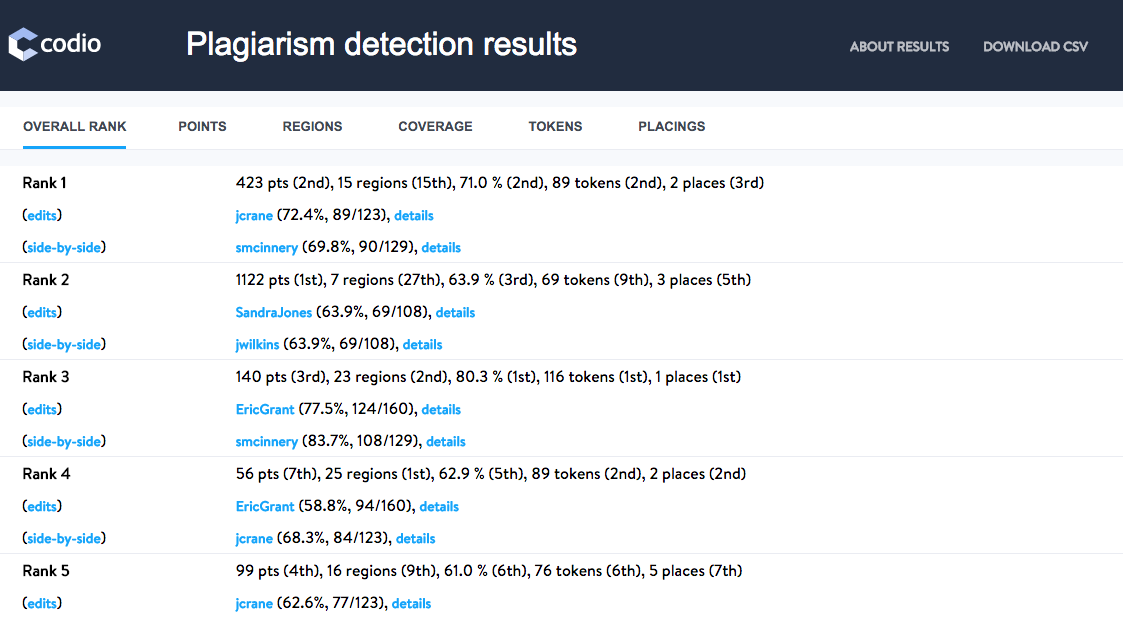 codio
Plagiarism detection results
ABOUT RESULTS
DOWNLOAD CSV
OVERALL RANK
POINTS
REGIONS
COVERAGE
TOKENS
PLACINGS
Rank 1 423 pts (2nd), 15 regions (15th), 71.0 % (2nd), 89 tokens (2nd), 2 places (3rd)
(edits) jcrane (72.4%, 89/123), details
(side-by-side) smcinnery (69.8%, 90/129), details
Rank 2 1122 pts (1st), 7 regions (27th), 63.9 % (3rd), 69 tokens (9th), 3 places (5th)
(edits) SandraJones (63.9%, 69/108), details
(side-by-side) jwilkins (63.9%, 69/108), details
Rank 3 140 pts (3rd), 23 regions (2nd), 80.3 % (1st), 116 tokens (1st), 1 places (1st)
(edits) EricGrant (77.5%, 124/160), details
(side-by-side) smcinnery (83.7%, 108/129), details
Rank 4 56 pts (7th), 25 regions (1st), 62.9 % (5th), 89 tokens (2nd), 2 places (2nd)
(edits) EricGrant (58.8%, 94/160), details
(side-by-side) jcrane (68.3%, 84/123), details
Rank 5 99 pts (4th), 16 regions (9th), 61.0 % (6th), 76 tokens (6th), 5 places (7th)
(edits) jcrane (62.6%, 77/123), details